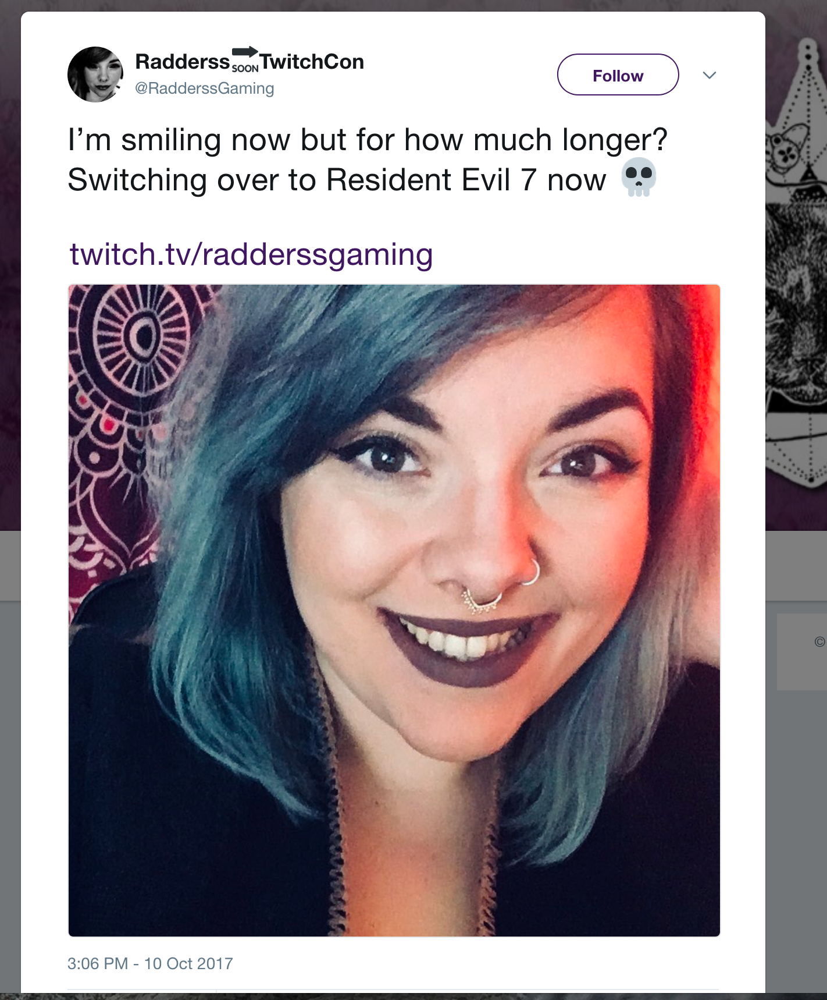 Radderss🔜TwitchCon
@RadderssGaming
Follow
I’m smiling now but for how much longer?
Switching over to Resident Evil 7 now 💀
twitch.tv/radderssgaming
3:06 PM - 10 Oct 2017
©